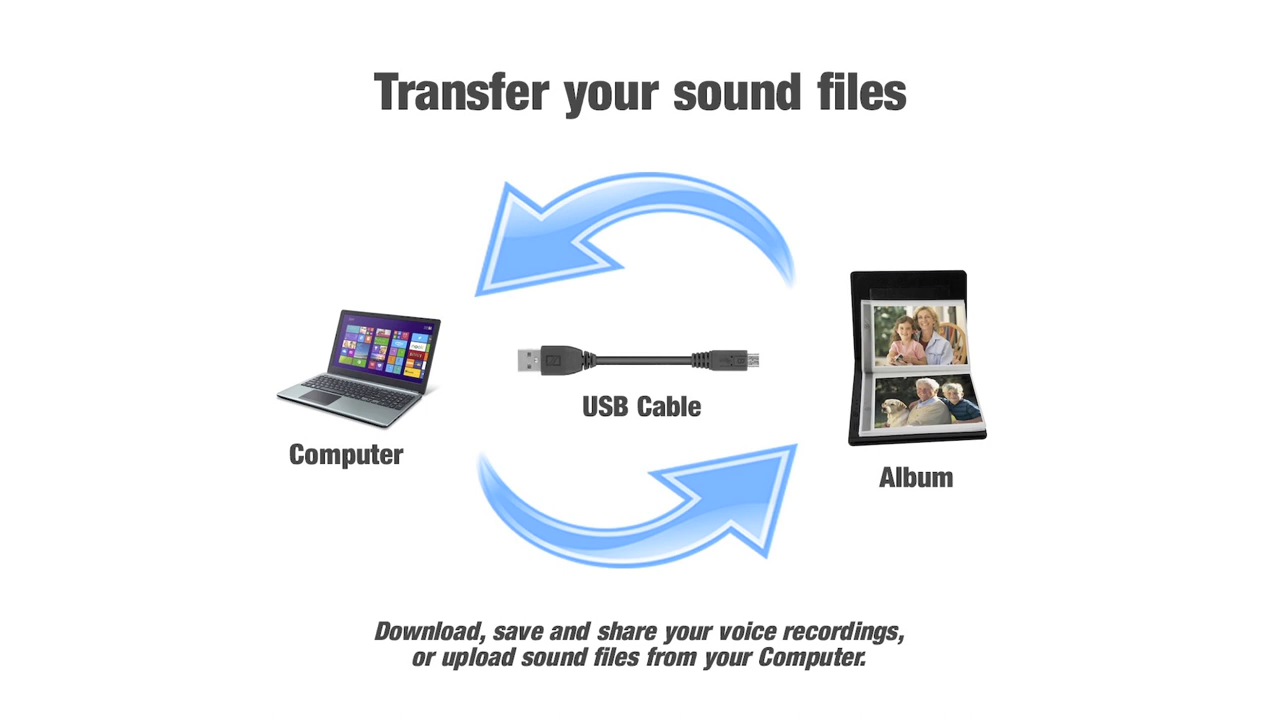 Transfer your sound files
USB Cable
Computer
Album
Download, save and share your voice recordings,
or upload sound files from your Computer.